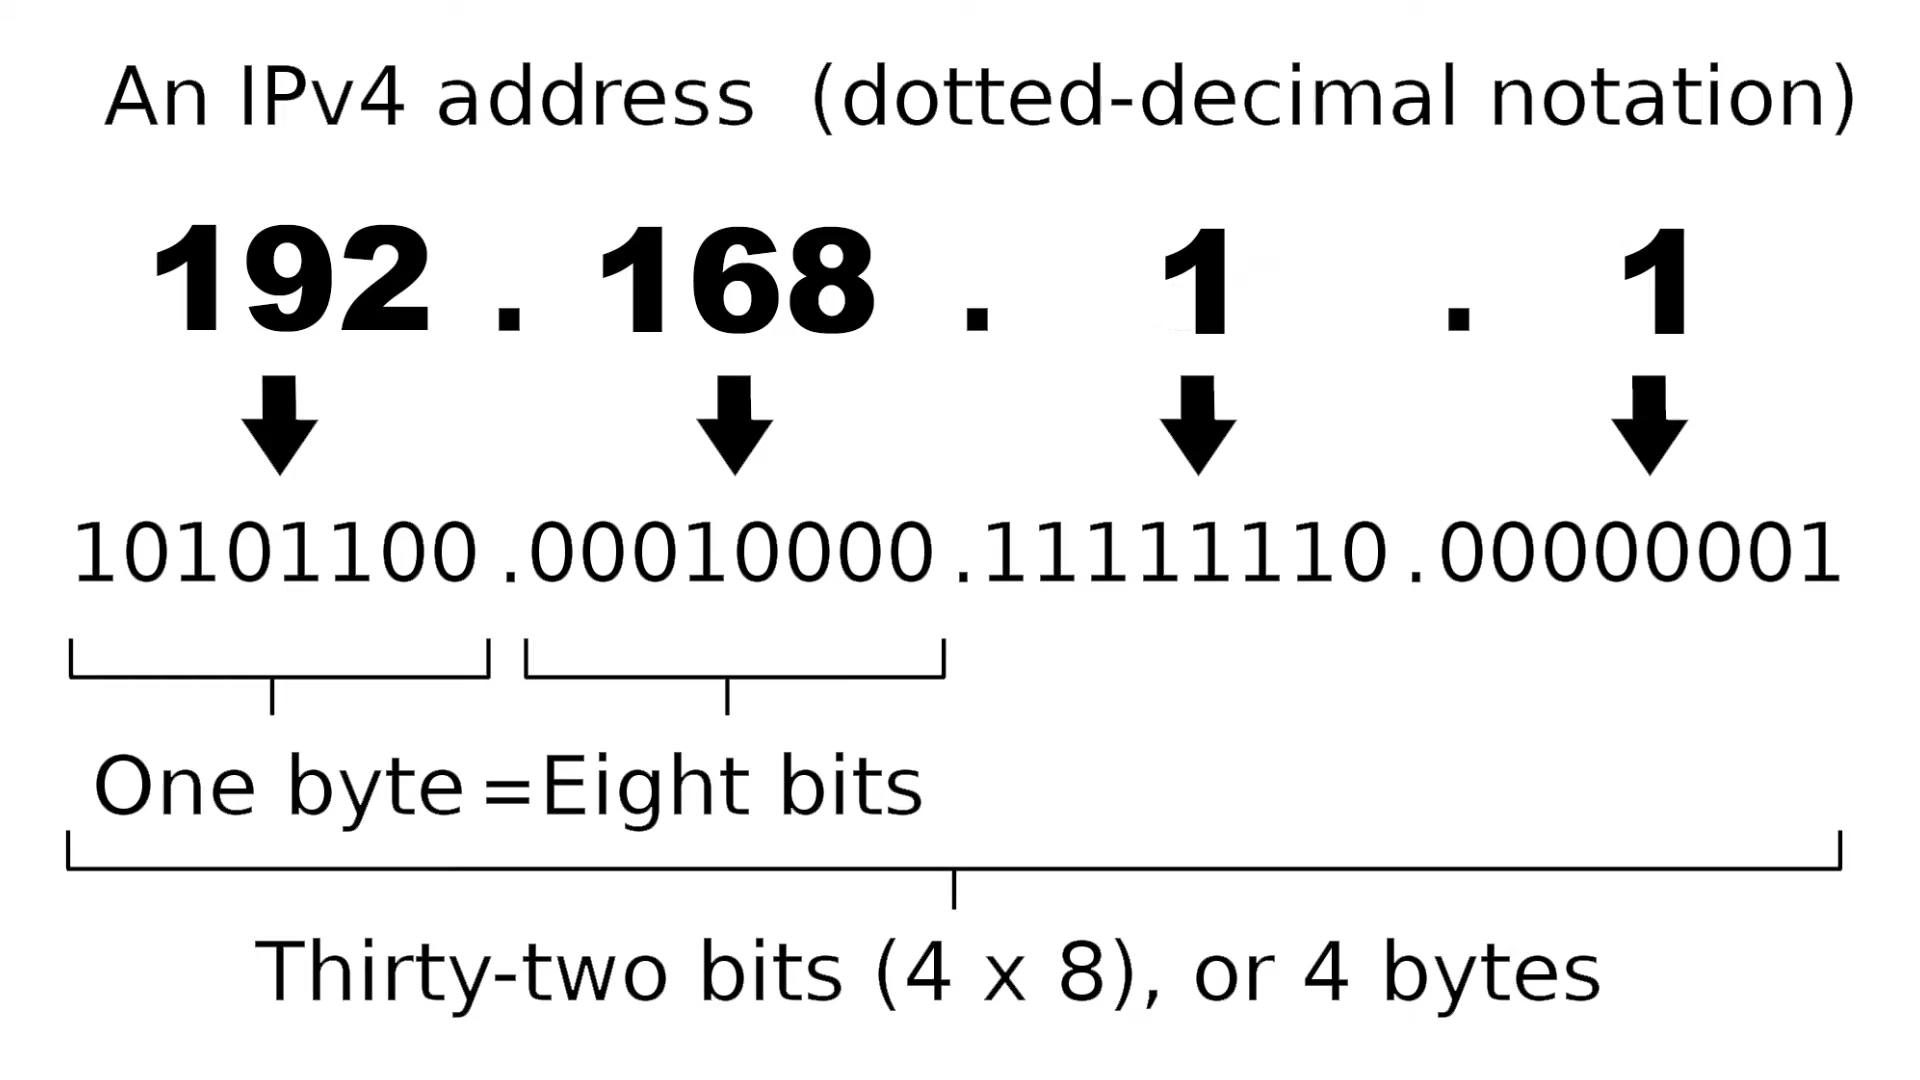 An IPv4 address (dotted-decimal notation)
192 . 168 . 1 . 1
10101100 .00010000 .11111110 .00000001
One byte =Eight bits
Thirty-two bits (4 x 8), or 4 bytes